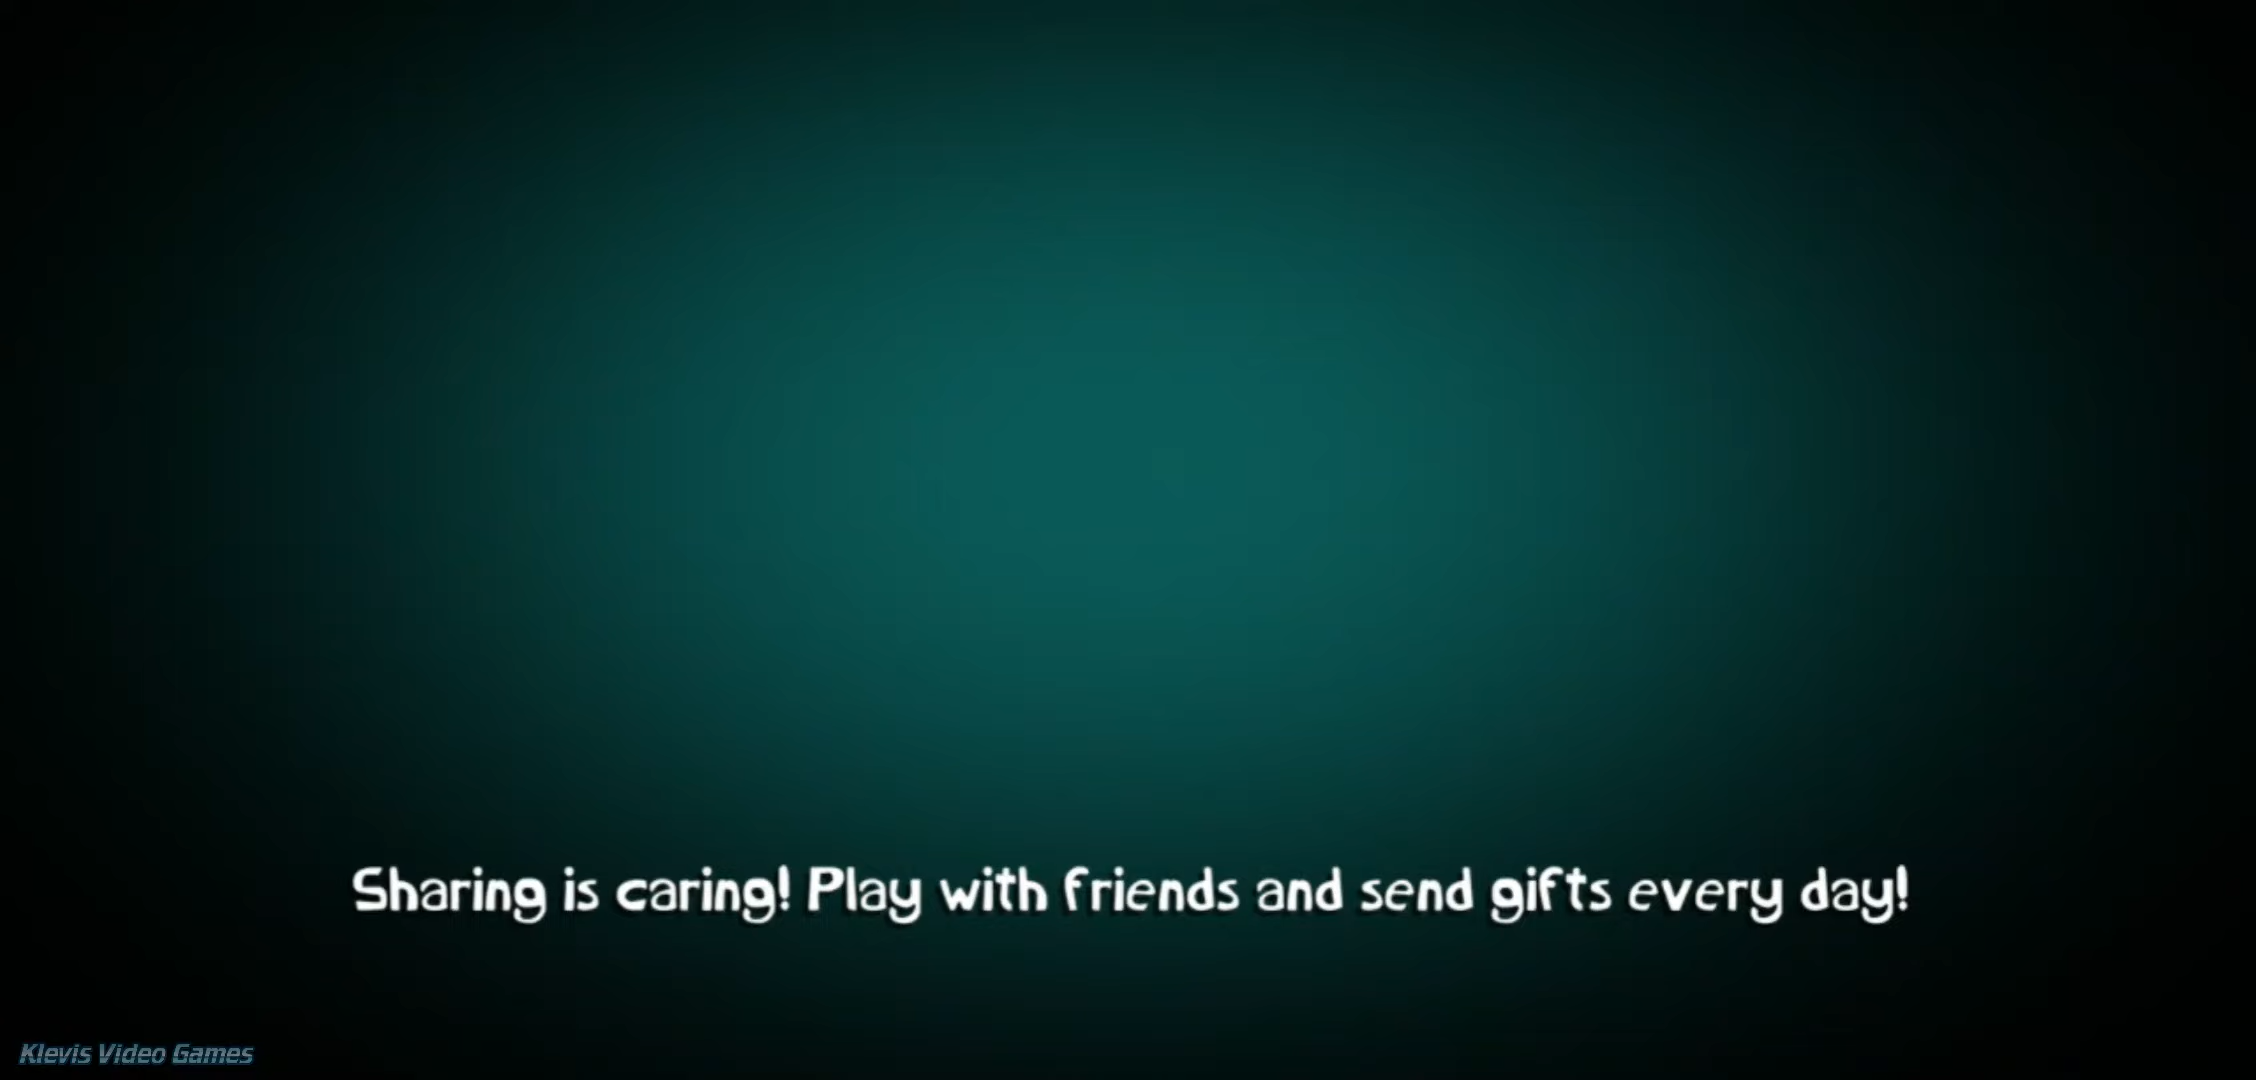 Sharing is caring! Play with friends and send gifts every day!
Klevis Video Games